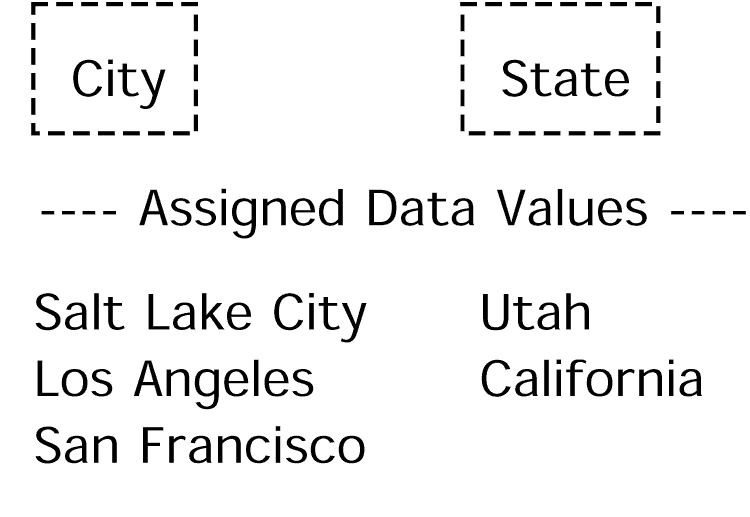 City State
---- Assigned Data Values ----
Salt Lake City Utah
Los Angeles California
San Francisco